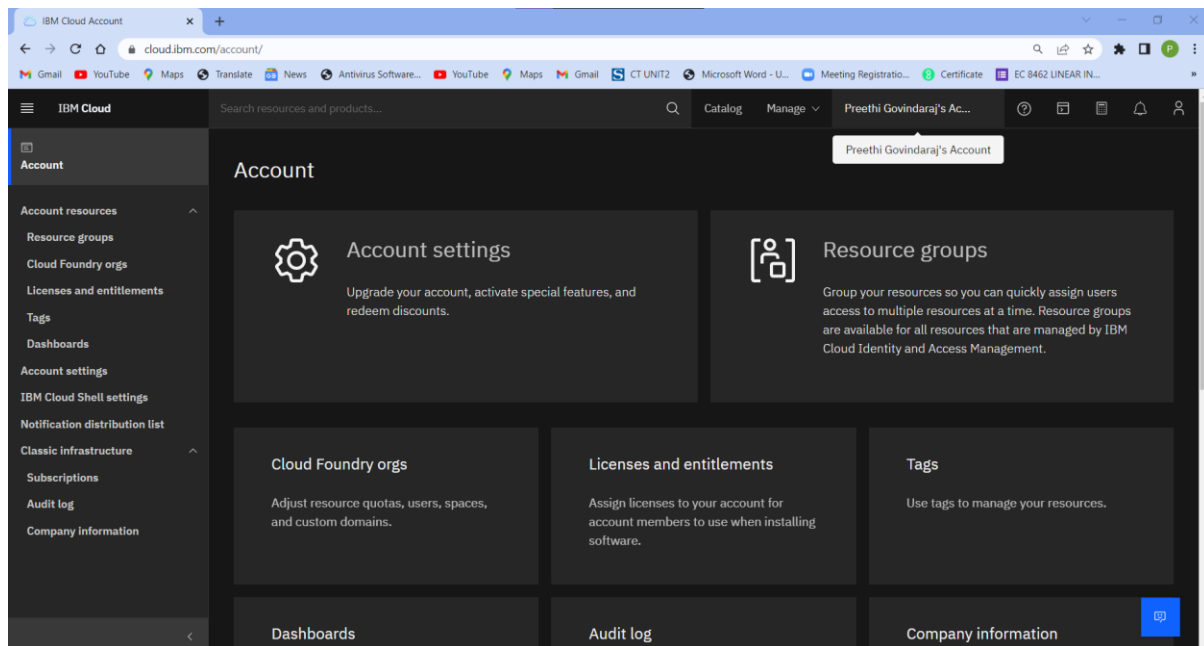 IBM Cloud Account
cloud.ibm.com/account/
P
Gmail YouTube Maps Translate News Antivirus Software... YouTube Maps Gmail CT UNIT2 Microsoft Word - U... Meeting Registratio... Certificate EC 8462 LINEAR IN...
IBM Cloud
Search resources and products...
Catalog
Manage
Preethi Govindaraj's Ac...
Preethi Govindaraj's Account
Account
Account resources
Resource groups
Cloud Foundry orgs
Licenses and entitlements
Tags
Dashboards
Account settings
IBM Cloud Shell settings
Notification distribution list
Classic infrastructure
Subscriptions
Audit log
Company information
Account
Account settings
Upgrade your account, activate special features, and
redeem discounts.
Resource groups
Group your resources so you can quickly assign users
access to multiple resources at a time. Resource groups
are available for all resources that are managed by IBM
Cloud Identity and Access Management.
Cloud Foundry orgs
Adjust resource quotas, users, spaces,
and custom domains.
Licenses and entitlements
Assign licenses to your account for
account members to use when installing
software.
Tags
Use tags to manage your resources.
Dashboards
Audit log
Company information